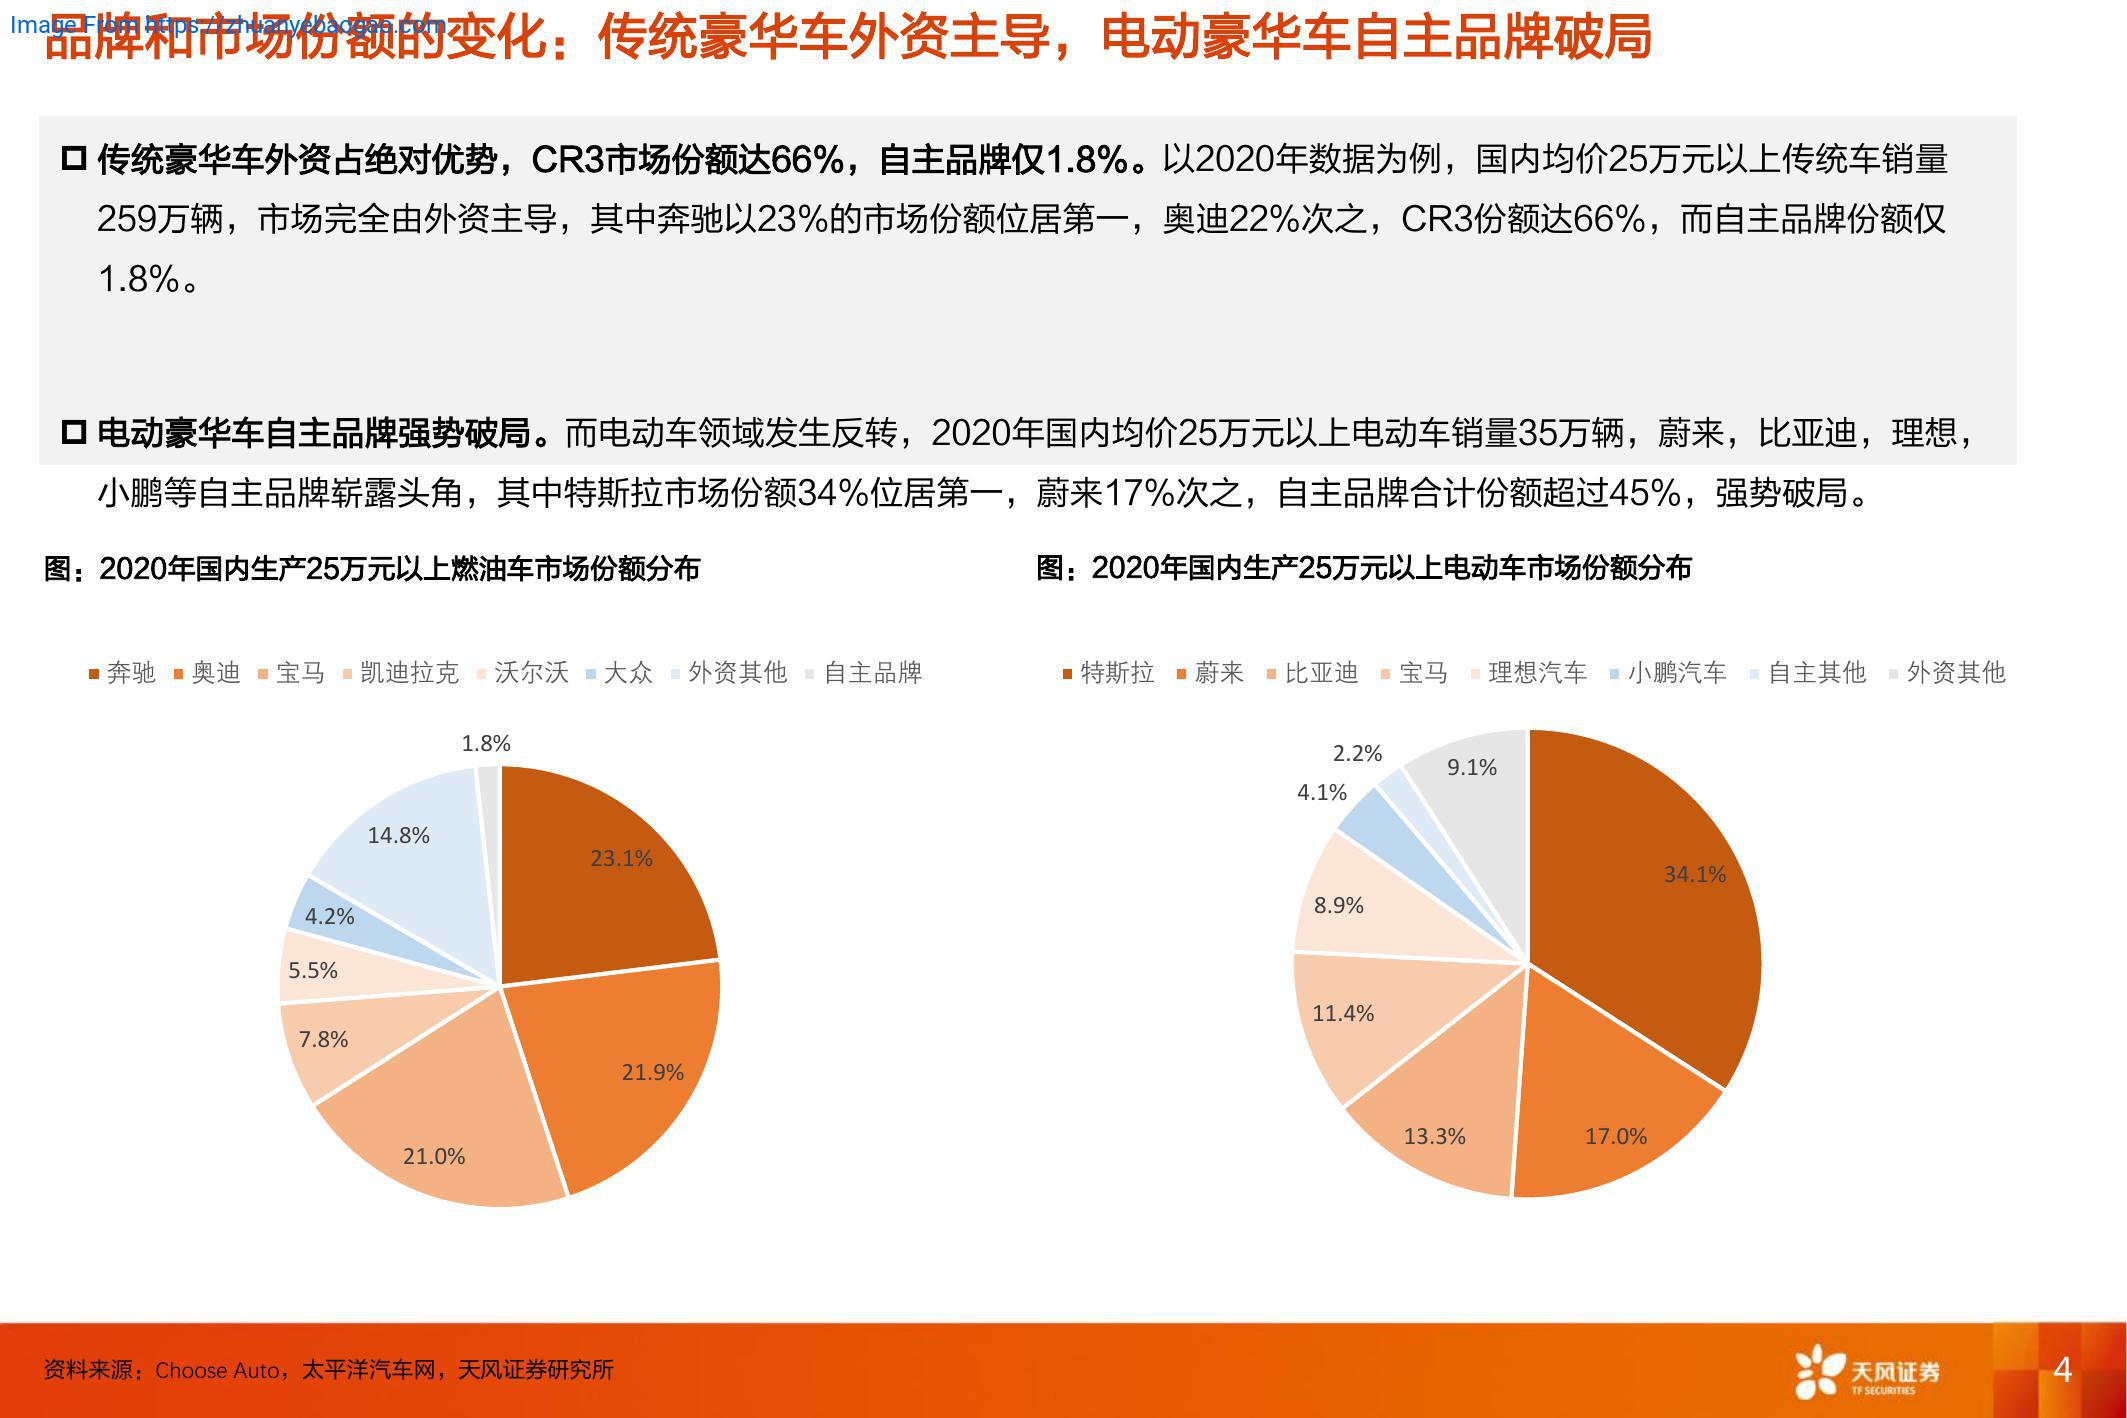 Image From https://zhuanyebaogao.com
品牌和市场份额的变化：传统豪华车外资主导，电动豪华车自主品牌破局
传统豪华车外资占绝对优势，CR3市场份额达66%，自主品牌仅1.8%。以2020年数据为例，国内均价25万元以上传统车销量
259万辆，市场完全由外资主导，其中奔驰以23%的市场份额位居第一，奥迪22%次之，CR3份额达66%，而自主品牌份额仅
1.8%。
电动豪华车自主品牌强势破局。而电动车领域发生反转，2020年国内均价25万元以上电动车销量35万辆，蔚来，比亚迪，理想，
小鹏等自主品牌崭露头角，其中特斯拉市场份额34%位居第一，蔚来17%次之，自主品牌合计份额超过45%，强势破局。
图：2020年国内生产25万元以上燃油车市场份额分布
奔驰 奥迪 宝马 凯迪拉克 沃尔沃 大众 外资其他 自主品牌
1.8%
14.8%
23.1%
4.2%
5.5%
7.8%
21.9%
21.0%
图：2020年国内生产25万元以上电动车市场份额分布
特斯拉 蔚来 比亚迪 宝马 理想汽车 小鹏汽车 自主其他 外资其他
2.2%
9.1%
4.1%
34.1%
8.9%
11.4%
13.3%
17.0%
资料来源：Choose Auto，太平洋汽车网，天风证券研究所
天风证券
TF SECURITIES
4